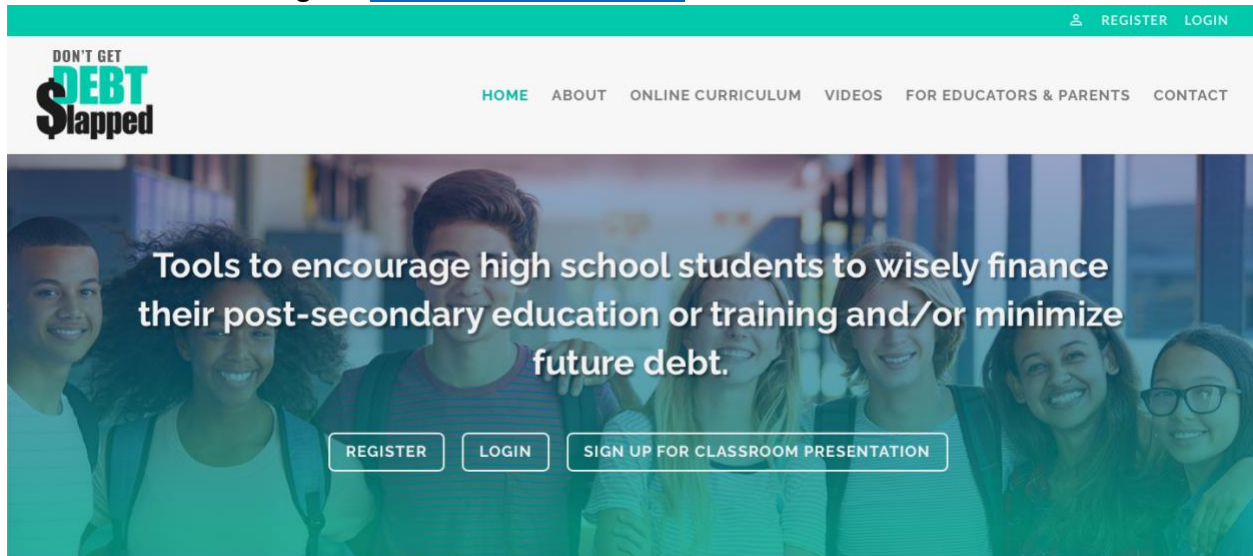 REGISTER LOGIN
DON'T GET
DEBT
$lapped
HOME ABOUT ONLINE CURRICULUM VIDEOS FOR EDUCATORS & PARENTS CONTACT
Tools to encourage high school students to wisely finance
their post-secondary education or training and/or minimize
future debt.
REGISTER LOGIN SIGN UP FOR CLASSROOM PRESENTATION